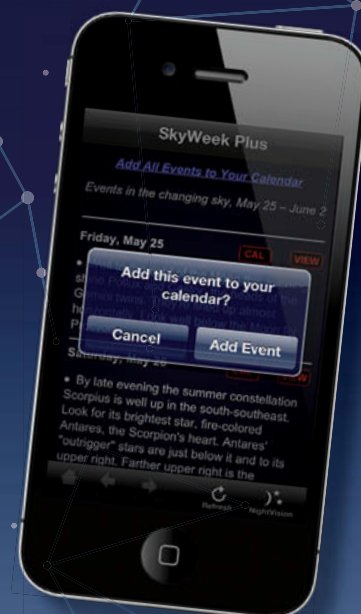 SkyWeek Plus
Add All Events to Your Calendar
Events in the changing sky, May 25 – June 2
Friday, May 25
CAL VIEW
Add this event to your
calendar?
Cancel Add Event
Saturday, May 26
• By late evening the summer constellation
Scorpius is well up in the south-southeast.
Look for its brightest star, fire-colored
Antares, the Scorpion's heart. Antares'
"outrigger" stars are just below it and to its
upper right. Farther upper right is the
Refresh NightVision